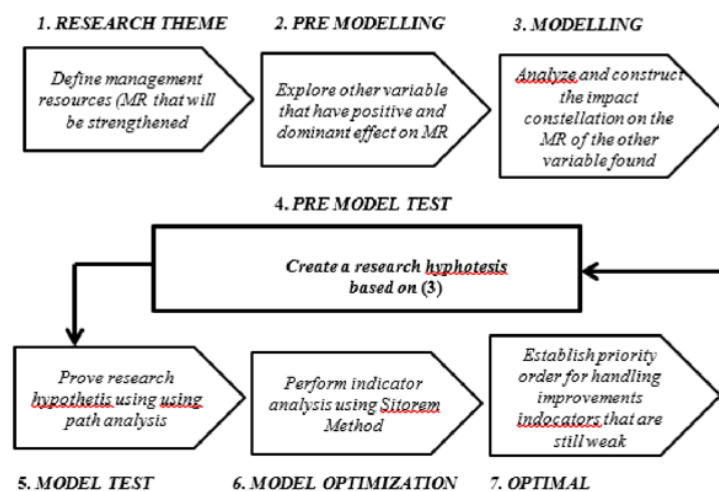 1. RESEARCH THEME
2. PRE MODELLING
3. MODELLING
Define management
resources (MR that will
be strengthened
Explore other variable
that have positive and
dominant effect on MR
Analyze and construct
the impact
constellation on the
MR of the other
variable found
4. PRE MODEL TEST
Create a research hyphotesis
based on (3)
Prove research
hypothetis using using
path analysis
Perform indicator
analysis using Sitorem
Method
Establish priority
order for handling
improvements
indocators that are
still weak
5. MODEL TEST
6. MODEL OPTIMIZATION
7. OPTIMAL